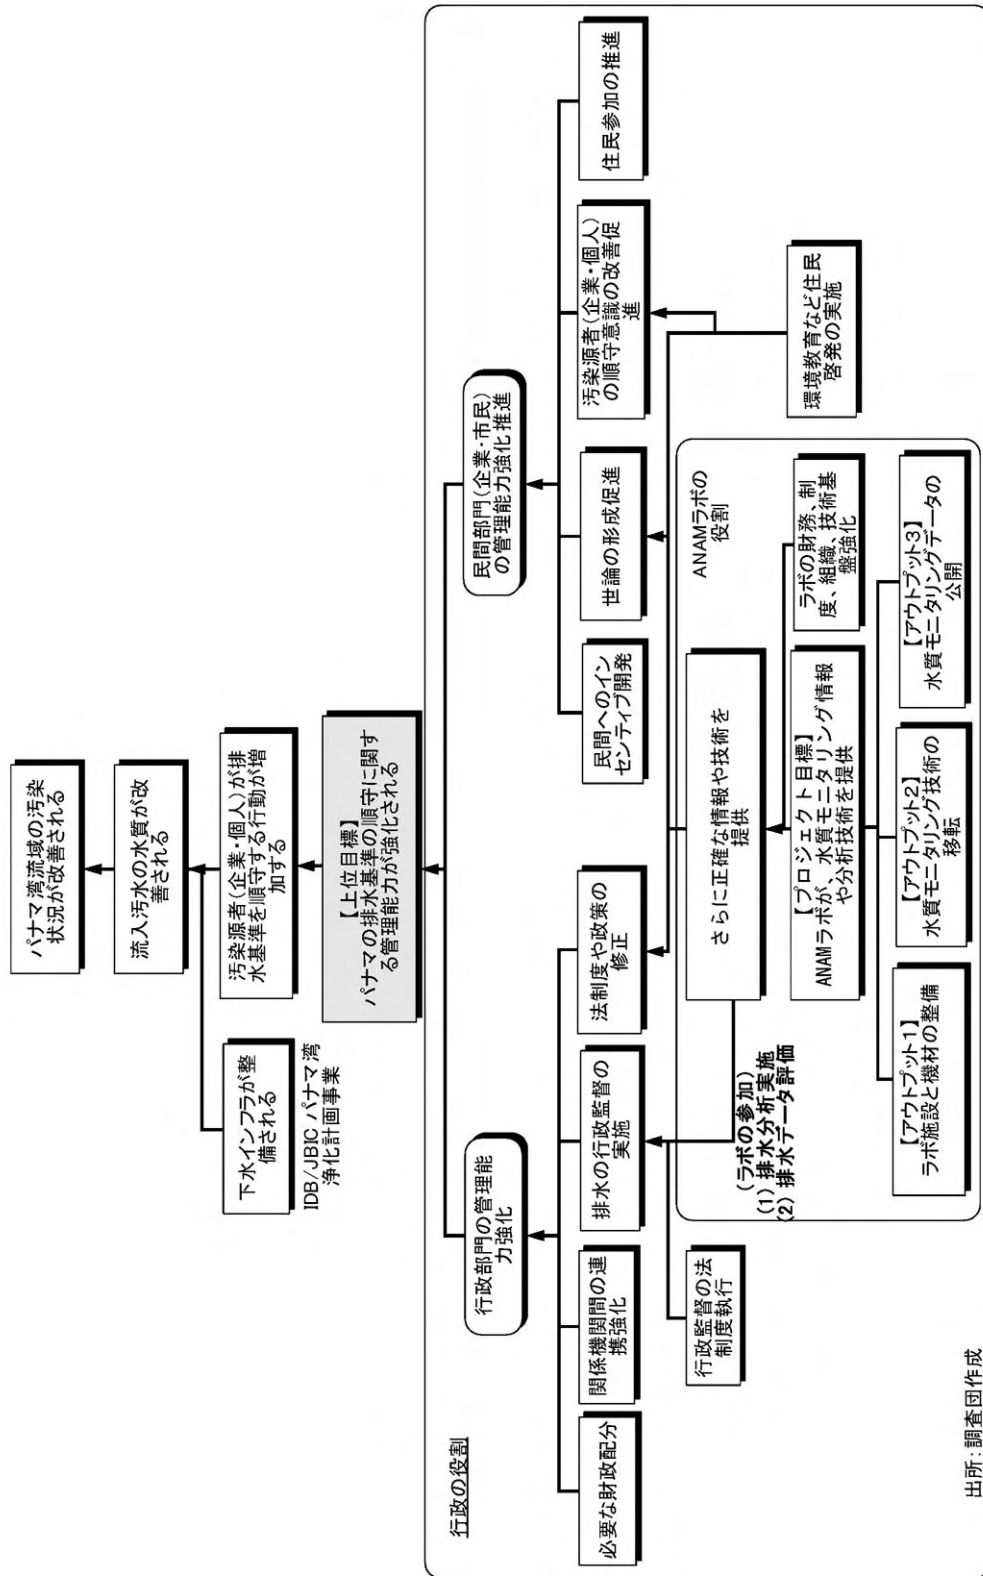 パナマ湾流域の汚染
状況が改善される
流入汚水の水質が改
善される
下水インフラが整
備される
IDB/JBIC パナマ湾
浄化計画事業
汚染源者(企業・個人)が排
水基準を順守する行動が増
加する
【上位目標】
パナマの排水基準の順守に関す
る管理能力が強化される
行政の役割
行政部門の管理能
力強化
民間部門(企業・市民)
の管理能力強化推進
必要な財政配分
関係機関間の連
携強化
排水の行政監督の
実施
法制度や政策の
修正
民間へのイン
センティブ開発
世論の形成促進
汚染源者(企業・個人)
の順守意識の改善促
進
住民参加の推進
行政監督の法
制度執行
(ラボの参加)
(1) 排水分析実施
(2) 排水データ評価
さらに正確な情報や技術を
提供
ANAMラボの
役割
【プロジェクト目標】
ANAMラボが、水質モニタリング情報
や分析技術を提供
ラボの財務、制
度、組織、技術基
盤強化
環境教育など住民
啓発の実施
【アウトプット1】
ラボ施設と機材の整備
【アウトプット2】
水質モニタリング技術の
移転
【アウトプット3】
水質モニタリングデータの
公開
出所：調査団作成